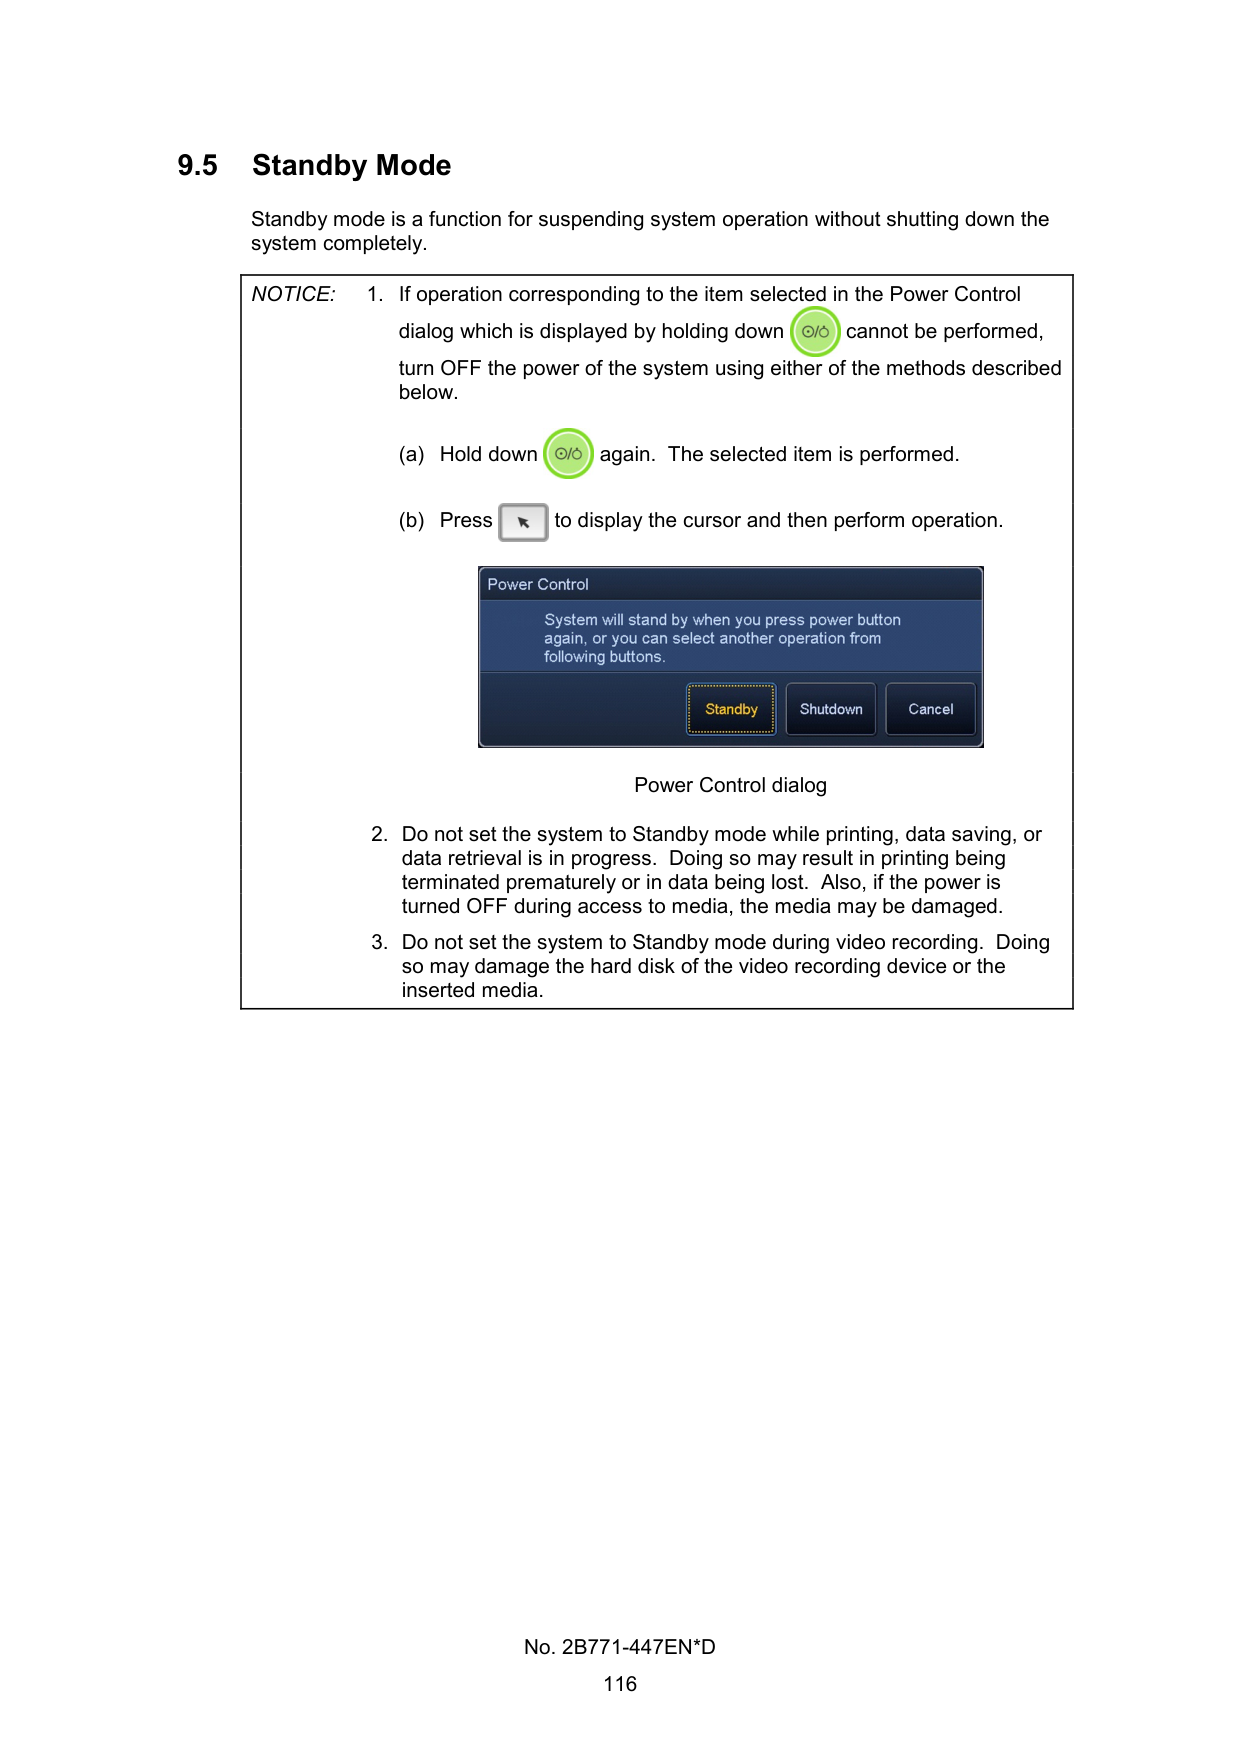 9.5 Standby Mode
Standby mode is a function for suspending system operation without shutting down the
system completely.
NOTICE: 1. If operation corresponding to the item selected in the Power Control
dialog which is displayed by holding down cannot be performed,
turn OFF the power of the system using either of the methods described
below.
(a) Hold down again. The selected item is performed.
(b) Press to display the cursor and then perform operation.
Power Control
System will stand by when you press power button
again, or you can select another operation from
following buttons.
Standby Shutdown Cancel
Power Control dialog
2. Do not set the system to Standby mode while printing, data saving, or
data retrieval is in progress. Doing so may result in printing being
terminated prematurely or in data being lost. Also, if the power is
turned OFF during access to media, the media may be damaged.
3. Do not set the system to Standby mode during video recording. Doing
so may damage the hard disk of the video recording device or the
inserted media.
No. 2B771-447EN*D
116